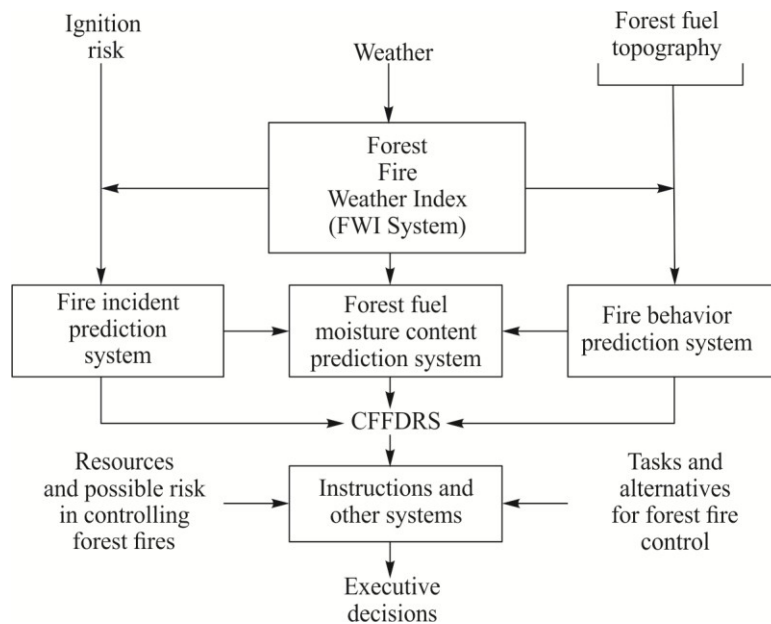 Ignition
risk
Weather
Forest fuel
topography
Forest
Fire
Weather Index
(FWI System)
Fire incident
prediction
system
Forest fuel
moisture content
prediction system
Fire behavior
prediction system
CFFDRS
Resources
and possible risk
in controlling
forest fires
Instructions and
other systems
Tasks and
alternatives
for forest fire
control
Executive
decisions